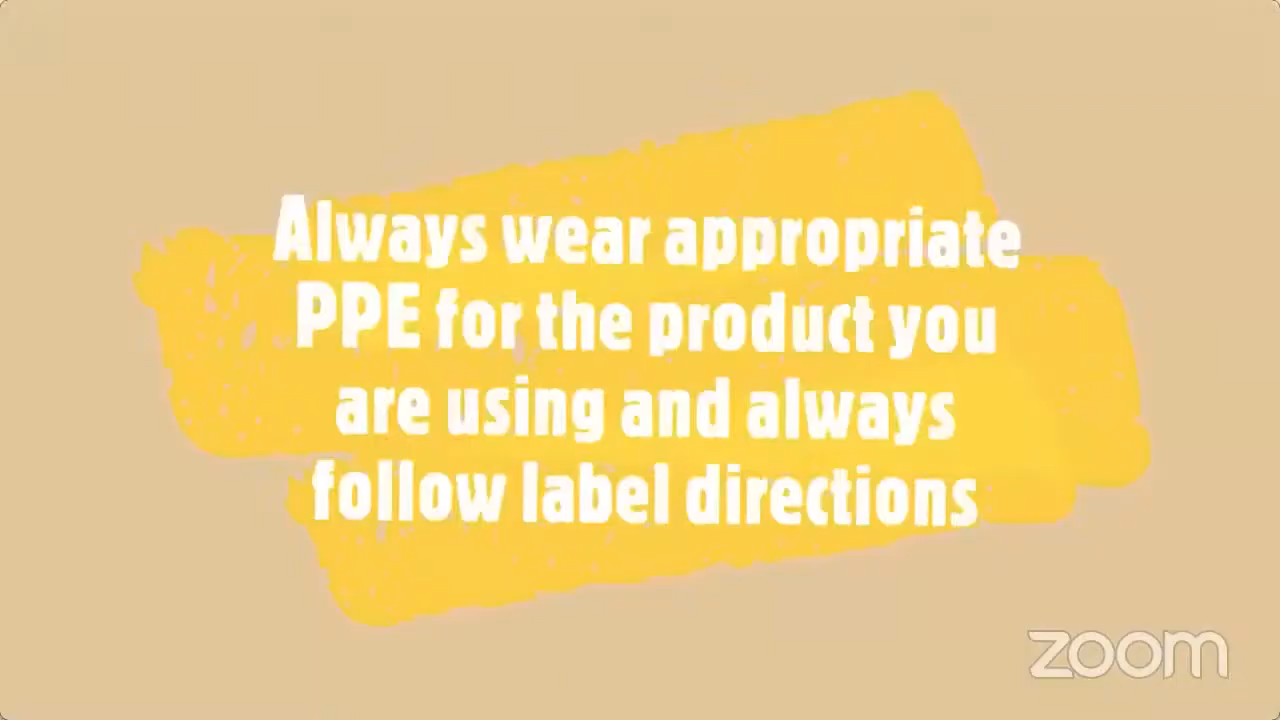 Always wear appropriate
PPE for the product you
are using and always
follow label directions
zoom